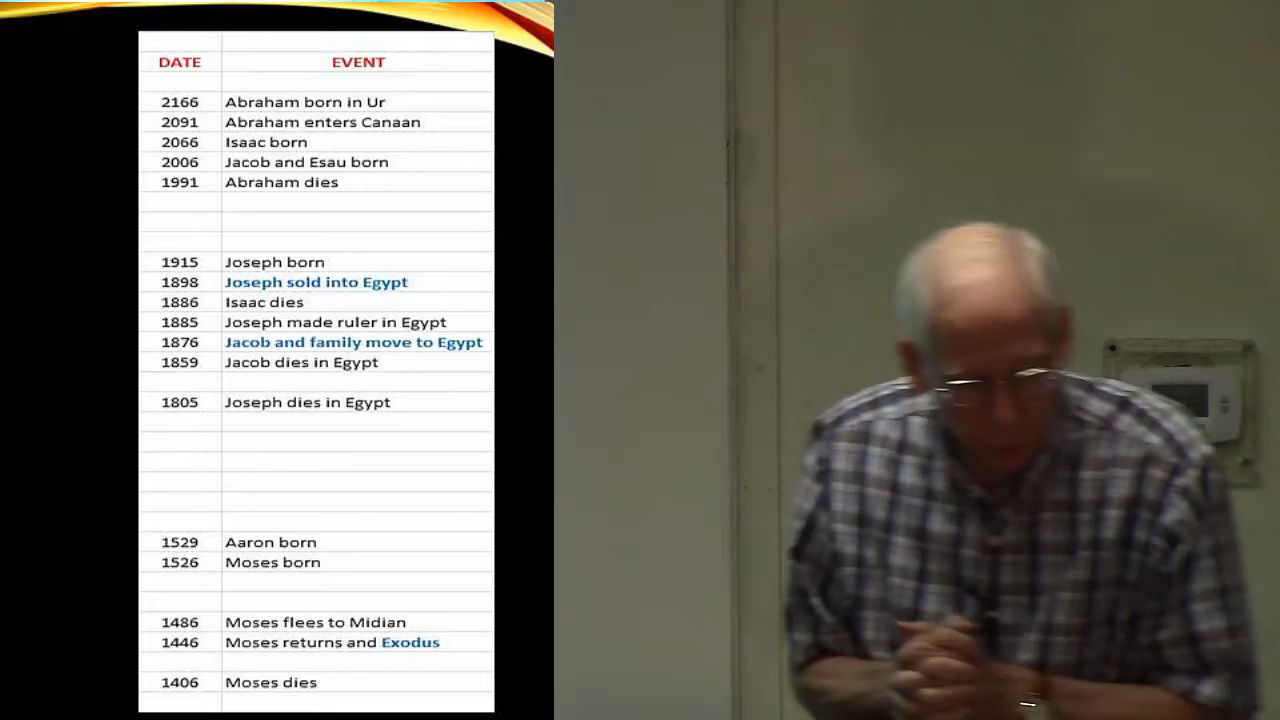 DATE EVENT
2166 Abraham born in Ur
2091 Abraham enters Canaan
2066 Isaac born
2006 Jacob and Esau born
1991 Abraham dies
1915 Joseph born
1898 Joseph sold into Egypt
1886 Isaac dies
1885 Joseph made ruler in Egypt
1876 Jacob and family move to Egypt
1859 Jacob dies in Egypt
1805 Joseph dies in Egypt
1529 Aaron born
1526 Moses born
1486 Moses flees to Midian
1446 Moses returns and Exodus
1406 Moses dies